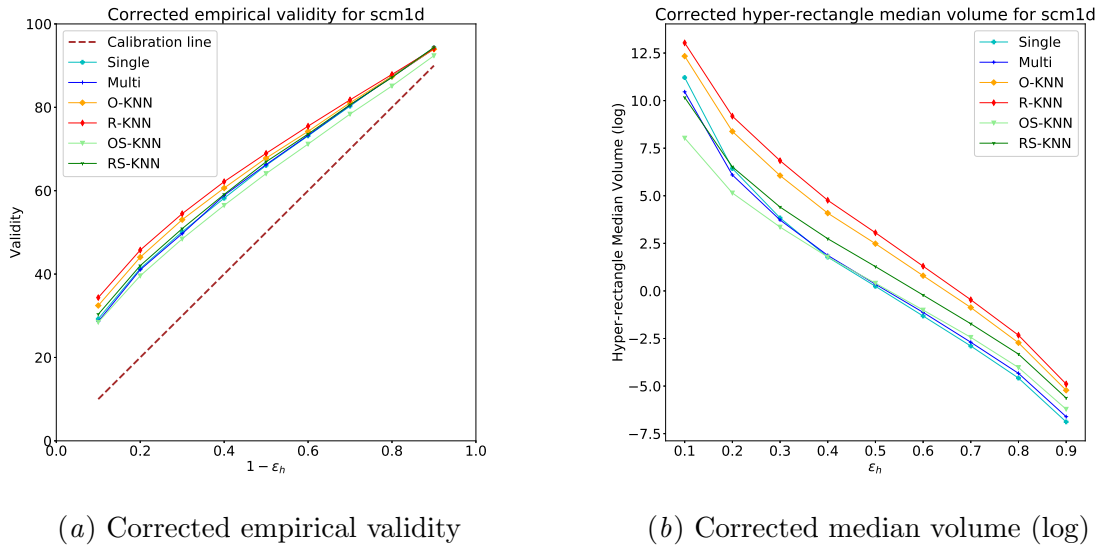 Corrected empirical validity for scm1d
100
80
60
40
20
0
Validity
Calibration line
Single
Multi
O-KNN
R-KNN
OS-KNN
RS-KNN
0.0 0.2 0.4 0.6 0.8 1.0
1 − εₕ
(a) Corrected empirical validity
Corrected hyper-rectangle median volume for scm1d
12.5
10.0
7.5
5.0
2.5
0.0
−2.5
−5.0
−7.5
Hyper-rectangle Median Volume (log)
Single
Multi
O-KNN
R-KNN
OS-KNN
RS-KNN
0.1 0.2 0.3 0.4 0.5 0.6 0.7 0.8 0.9
εₕ
(b) Corrected median volume (log)